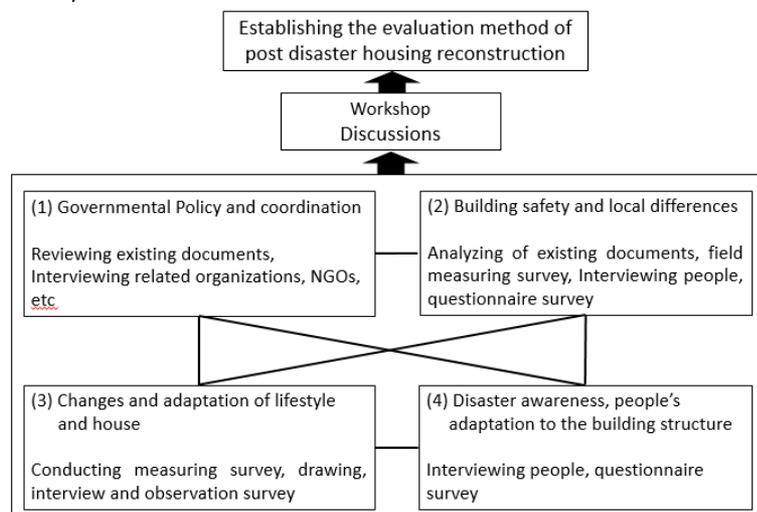 Establishing the evaluation method of
post disaster housing reconstruction
Workshop
Discussions
(1) Governmental Policy and coordination
Reviewing existing documents,
Interviewing related organizations, NGOs,
etc
(2) Building safety and local differences
Analyzing of existing documents, field
measuring survey, Interviewing people,
questionnaire survey
(3) Changes and adaptation of lifestyle
and house
Conducting measuring survey, drawing,
interview and observation survey
(4) Disaster awareness, people's
adaptation to the building structure
Interviewing people, questionnaire
survey